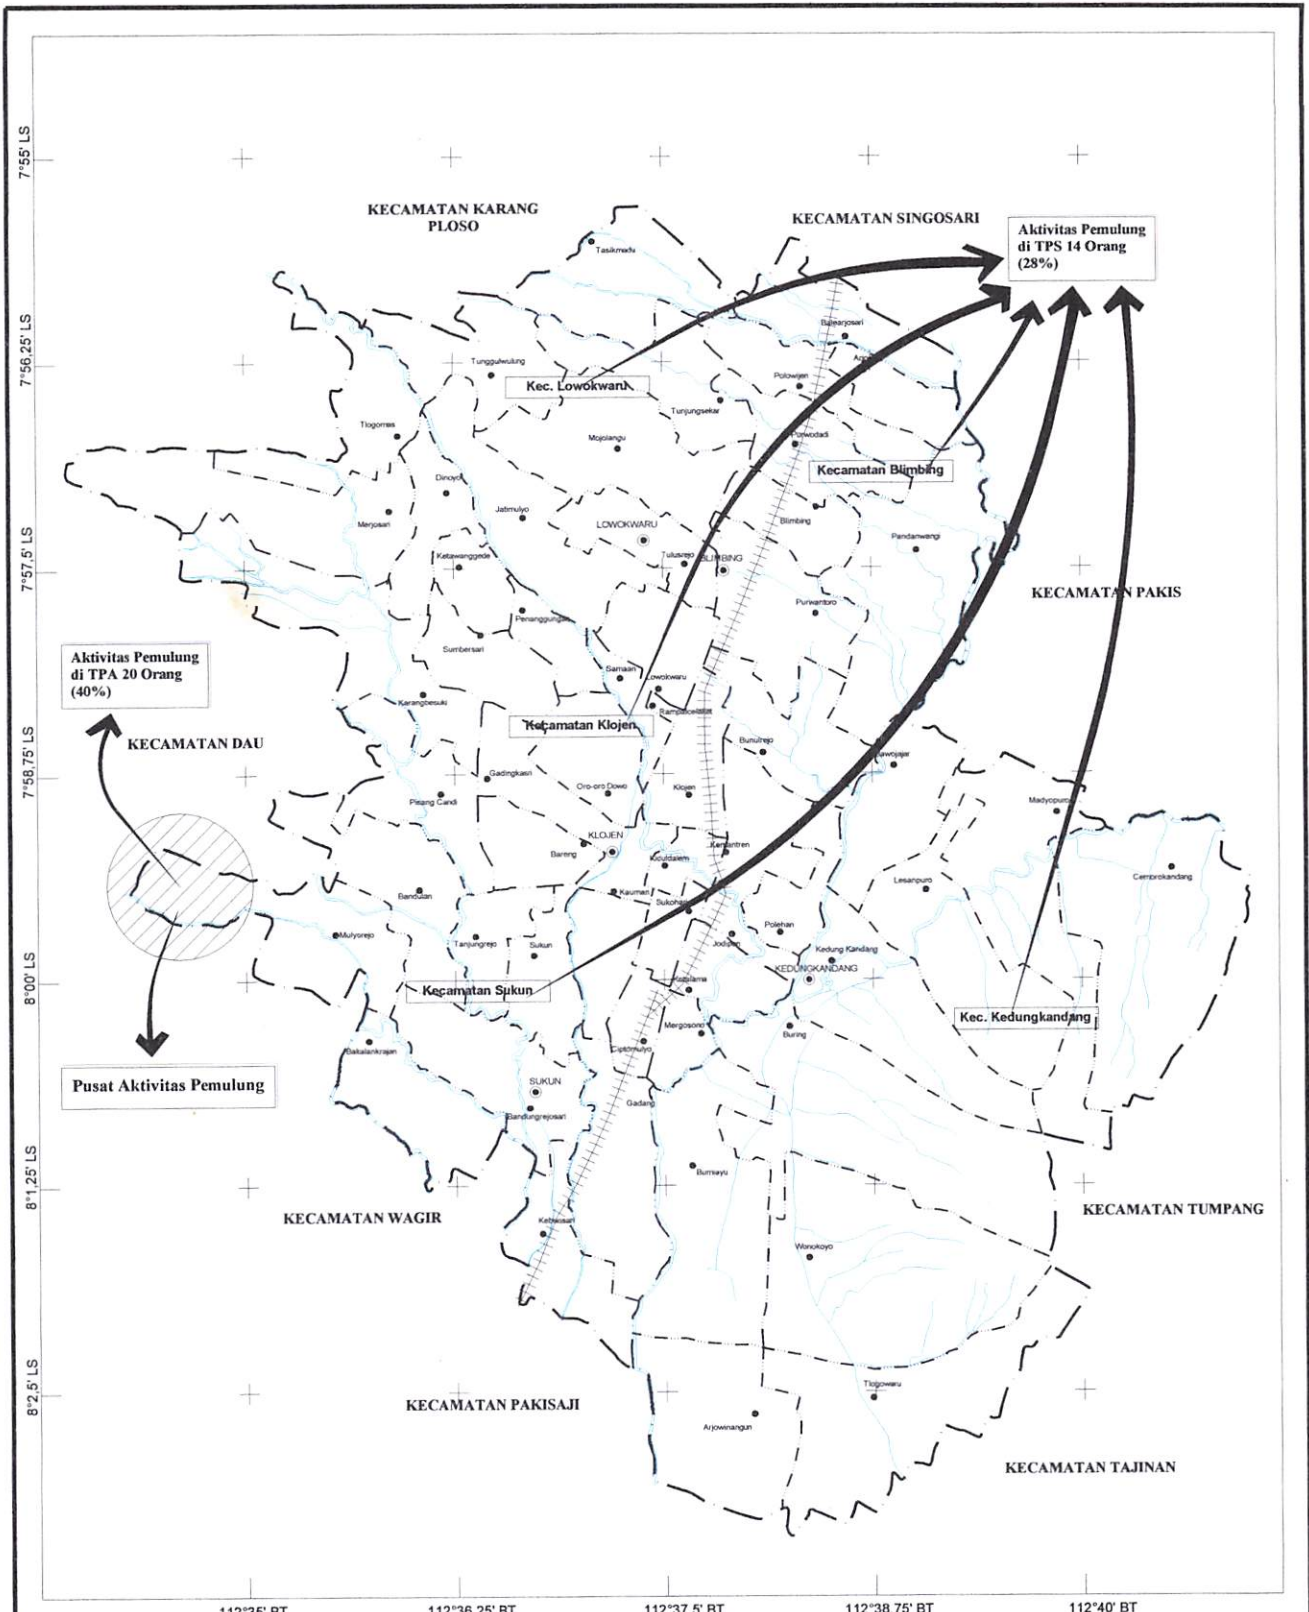 7°55' LS
KECAMATAN KARANG
PLOSO
KECAMATAN SINGOSARI
Aktivitas Pemulung
di TPS 14 Orang
(28%)
Tasikmadu
Balearjosari
7°56,25' LS
Tunggulwulung
Polowijen
Kec. Lowokwaru
Tunjungsekar
Tlogomas
Mojolangu
Purwodadi
Kecamatan Blimbing
Dinoyo
Merjosari
Jatimulyo
LOWOKWARU
Blimbing
Pandanwangi
7°57,5' LS
Ketawanggede
Tulusrejo
BLIMBING
KECAMATAN PAKIS
Purwantoro
Penanggungan
Sumbersari
Aktivitas Pemulung
di TPA 20 Orang
(40%)
Samaan
Lowokwaru
Karangbesuki
Kecamatan Klojen
KECAMATAN DAU
Bunulrejo
7°58,75' LS
Gadingkasri
Oro-oro Dowo
Klojen
Pisang Candi
Madyopuro
KLOJEN
Bareng
Kiduldalem
Cemorokandang
Lesanpuro
Bandulan
Kauman
Sukoharjo
Polehan
Mulyorejo
Tanjungrejo
Sukun
Jodipan
Kedung Kandang
KEDUNGKANDANG
8°00' LS
Kecamatan Sukun
Kotalama
Kec. Kedungkandang
Mergosono
Buring
Bakalankrajan
Ciptomulyo
Pusat Aktivitas Pemulung
SUKUN
Gadang
Bandungrejosari
8°1,25' LS
Bumiayu
KECAMATAN WAGIR
KECAMATAN TUMPANG
Kebonsari
Wonokoyo
8°2,5' LS
KECAMATAN PAKISAJI
Tlogowaru
Arjowinangun
KECAMATAN TAJINAN
112°35' BT
112°36,25' BT
112°37,5' BT
112°38,75' BT
112°40' BT